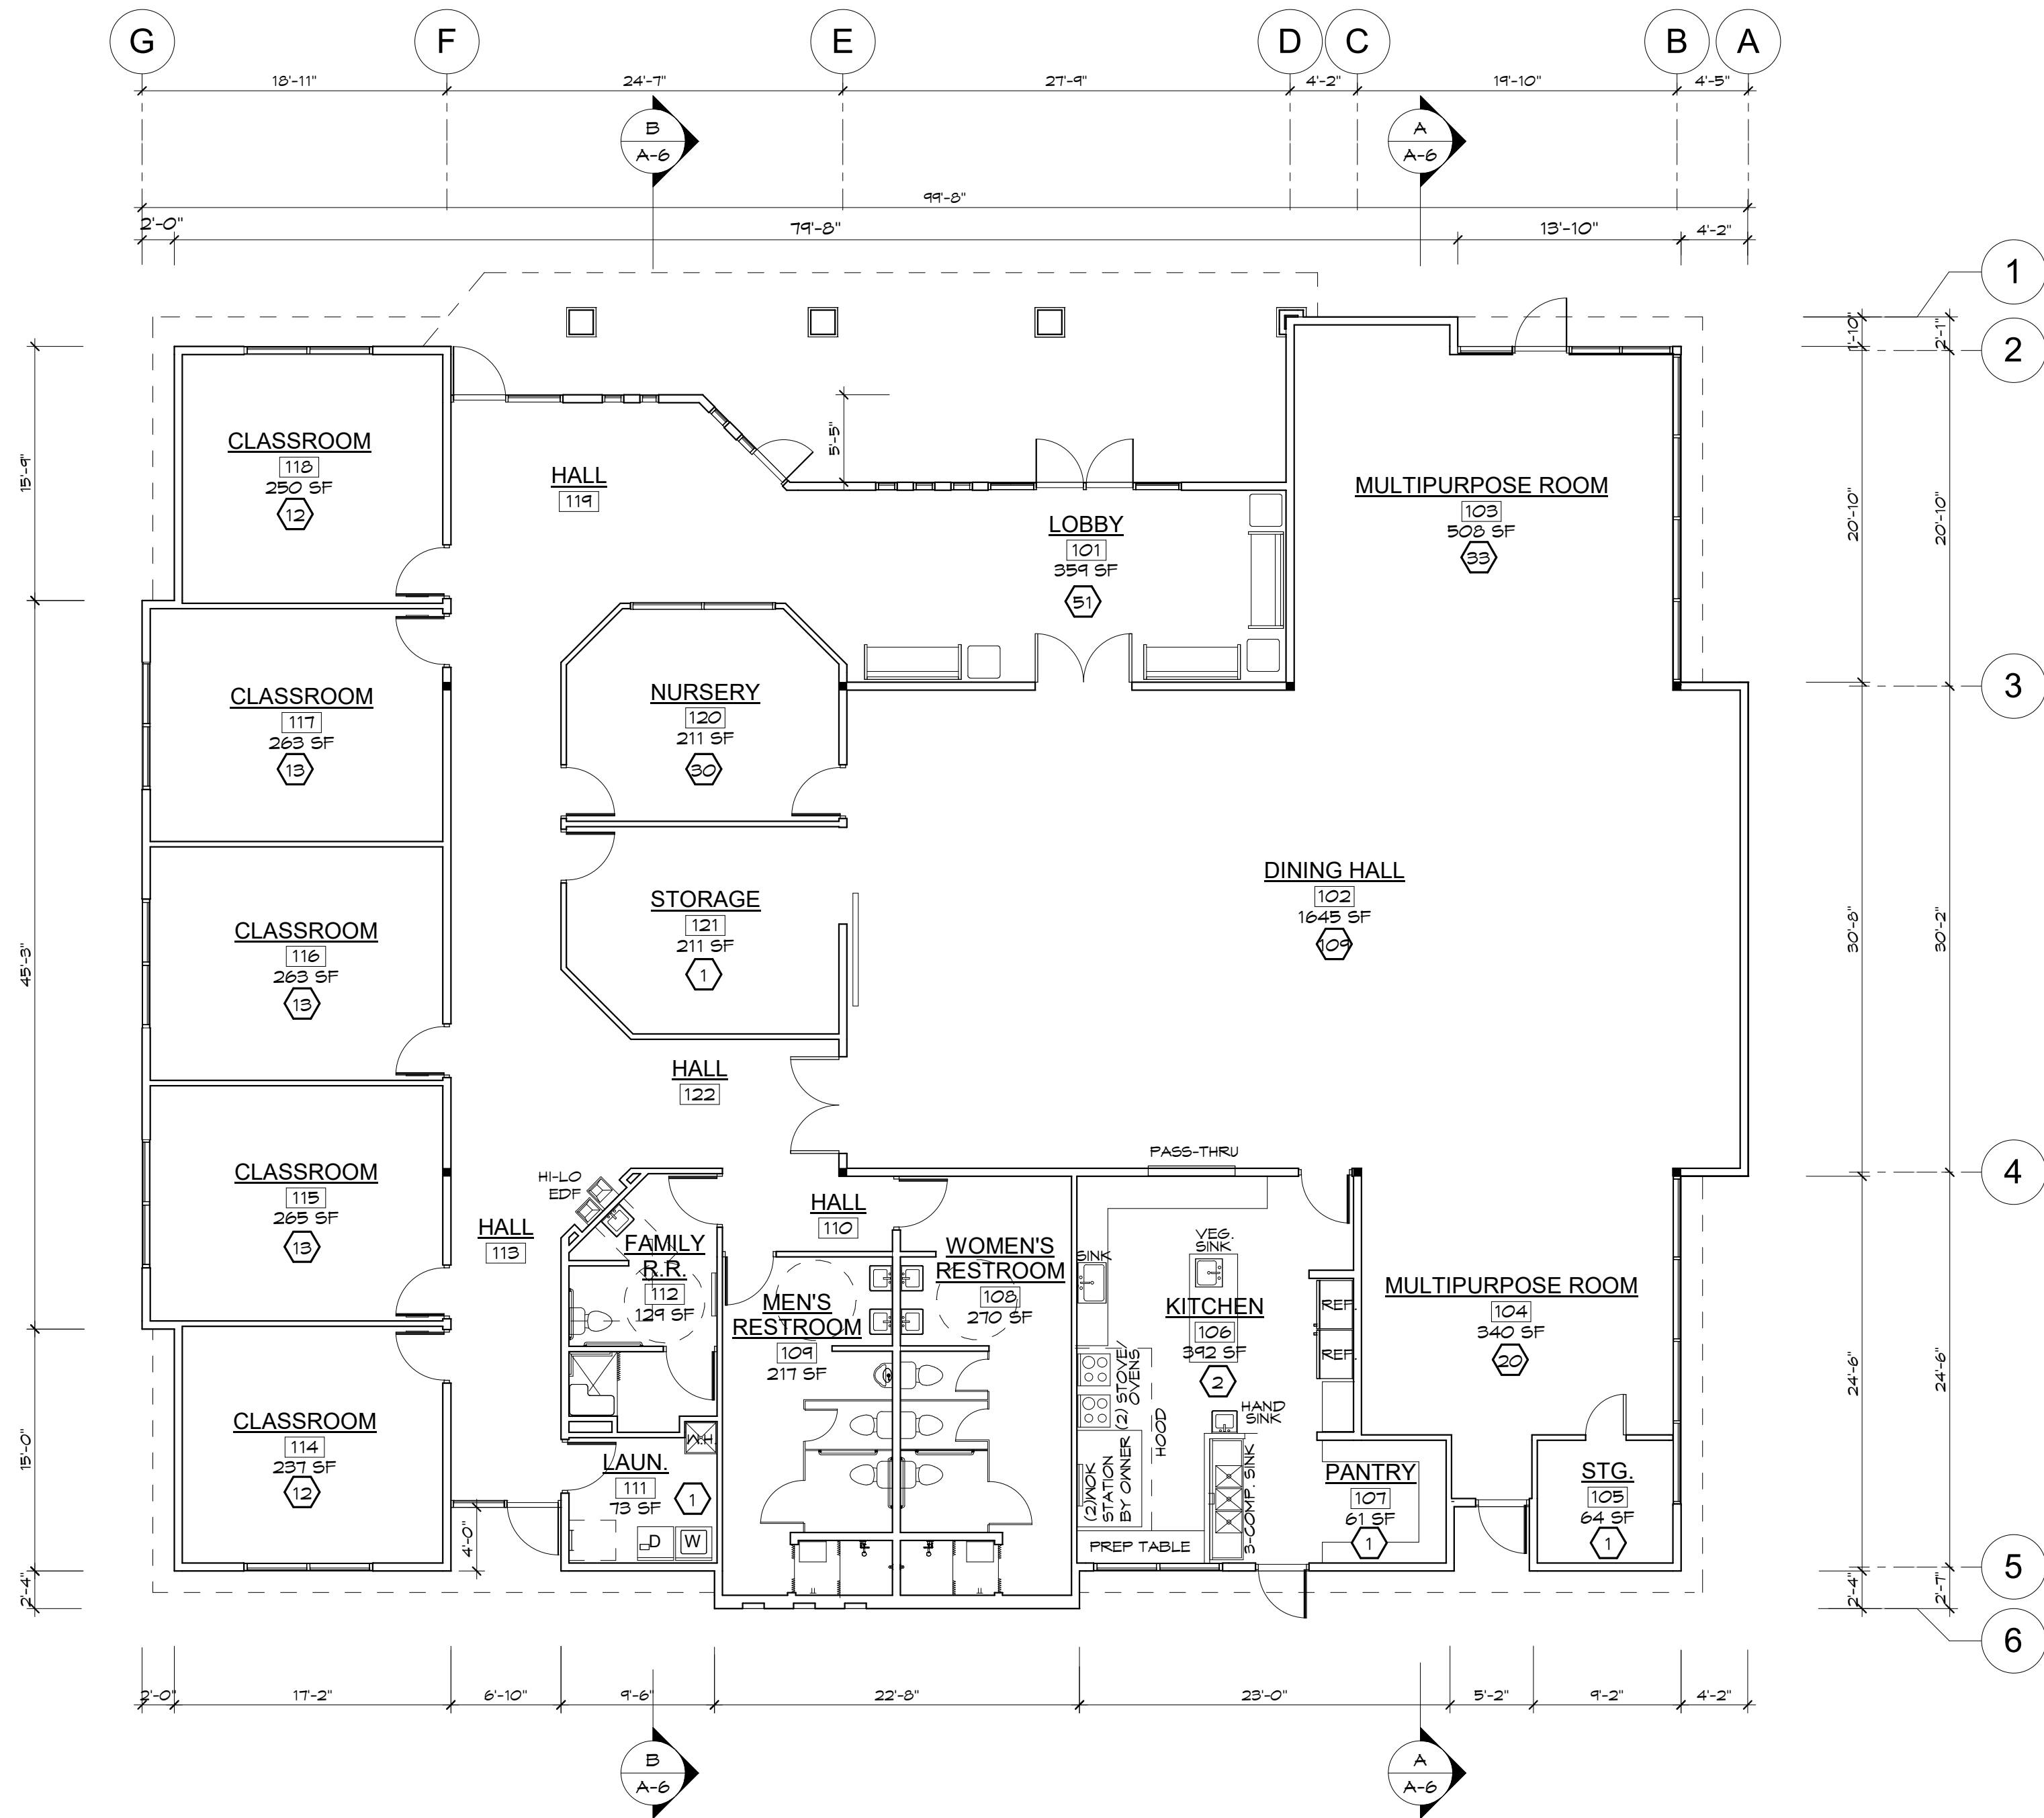 G F E D C B A
18'-11" 24'-7" 27'-9" 4'-2" 19'-10" 4'-5"
B
A-6
A
A-6
99'-8"
2'-0" 79'-8" 13'-10" 4'-2"
1
2
3
4
5
6
1'-10" 2'-1"
20'-10" 20'-10"
30'-8" 30'-2"
24'-6" 24'-6"
2'-4" 2'-7"
15'-9"
45'-3"
15'-0"
2'-4"
5'-5"
CLASSROOM
118
250 SF
12
HALL
119
LOBBY
101
359 SF
51
MULTIPURPOSE ROOM
103
508 SF
33
CLASSROOM
117
263 SF
13
NURSERY
120
211 SF
30
CLASSROOM
116
263 SF
13
STORAGE
121
211 SF
1
DINING HALL
102
1645 SF
109
HALL
122
PASS-THRU
CLASSROOM
115
265 SF
13
HI-LO
EDF
HALL
113
FAMILY
R.R.
112
129 SF
HALL
110
MEN'S
RESTROOM
109
217 SF
WOMEN'S
RESTROOM
108
270 SF
SINK
VEG.
SINK
KITCHEN
106
392 SF
2
REF.
REF.
(2) STOVE/
OVENS
HOOD
(2)WOK
STATION
BY OWNER
HAND
SINK
3-COMP. SINK
PREP TABLE
MULTIPURPOSE ROOM
104
340 SF
20
CLASSROOM
114
237 SF
12
W.H.
LAUN.
111
73 SF
1
D W
4'-0"
PANTRY
107
61 SF
1
STG.
105
64 SF
1
2'-0" 17'-2" 6'-10" 9'-6" 22'-8" 23'-0" 5'-2" 9'-2" 4'-2"
B
A-6
A
A-6